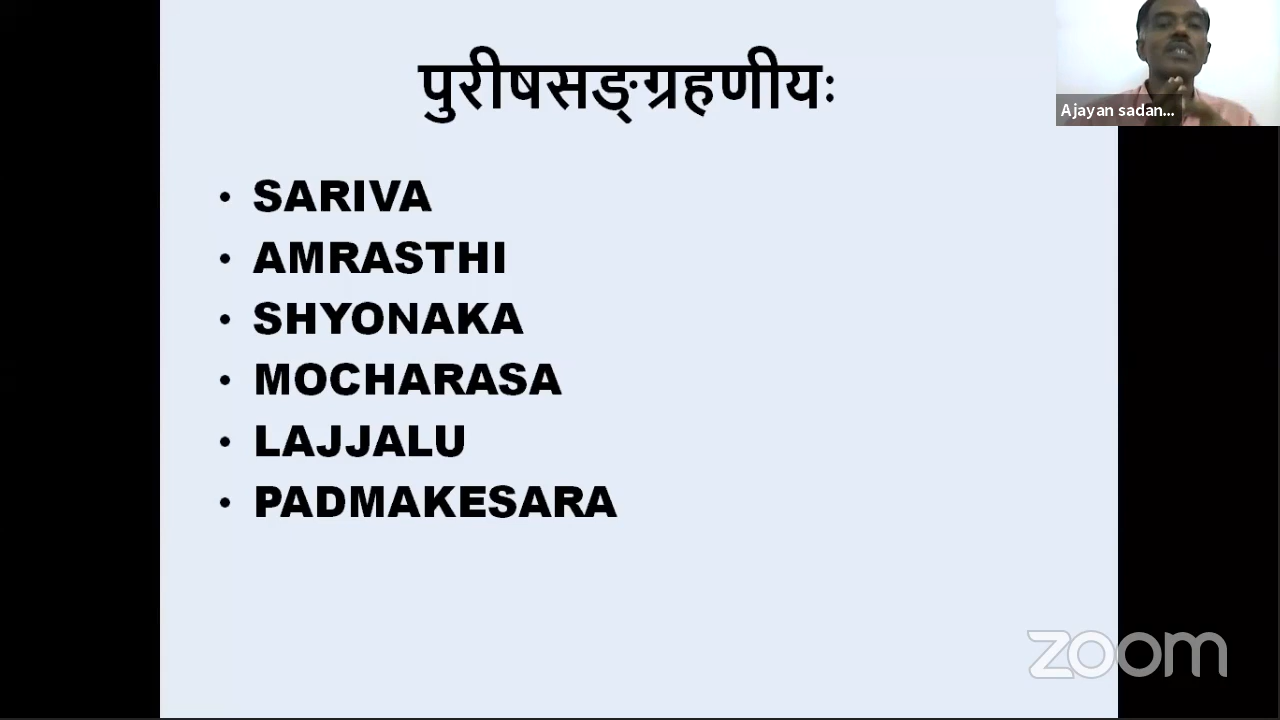 पुरीषसङ्ग्रहणीयः
Ajayan sadan...
• SARIVA
• AMRASTHI
• SHYONAKA
• MOCHARASA
• LAJJALU
• PADMAKESARA
zoom